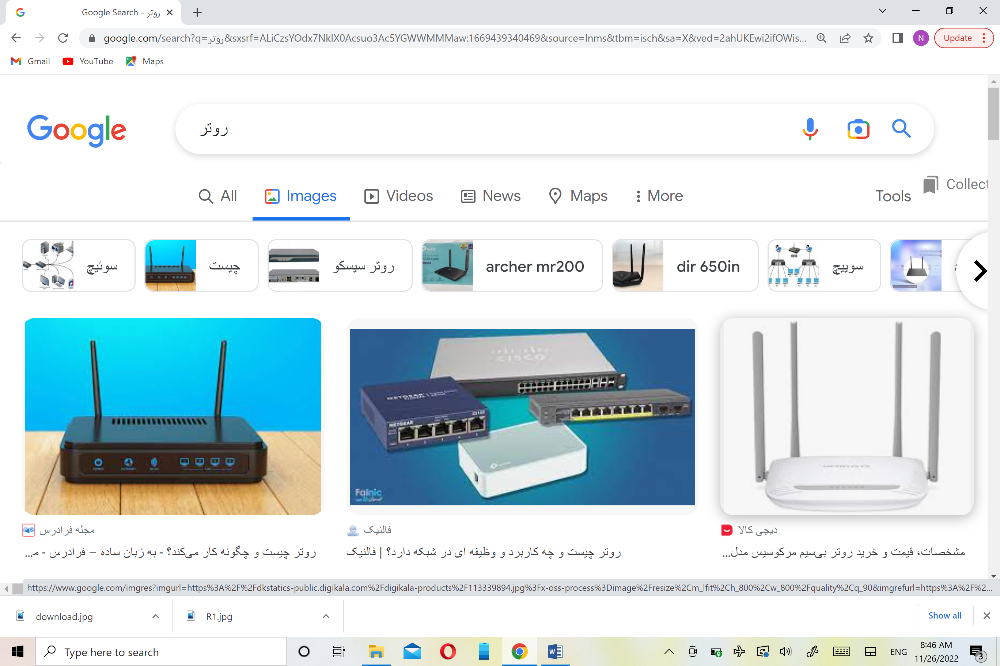 روتر - Google Search
google.com/search?q=روتر&sxsrf=ALiCzsYOdx7NkIX0Acsuo3Ac5YGWWMMMaw:1669439340469&source=lnms&tbm=isch&sa=X&ved=2ahUKEwi2ifOWis...
N
Update
Gmail
YouTube
Maps
Google
روتر
All
Images
Videos
News
Maps
More
Tools
Collect
سوئیچ
چیست
روتر سیسکو
archer mr200
dir 650in
سوییچ
CISCO
NETGEAR
NETGEAR
Falnic
مجله فرادرس
فالنیک
دیجی کالا
روتر چیست و چگونه کار می‌کند؟ - به زبان ساده – فرادرس - م...
روتر چیست و چه کاربرد و وظیفه ای در شبکه دارد؟ | فالنیک
مشخصات، قیمت و خرید روتر بی‌سیم مرکوسیس مدل...
https://www.google.com/imgres?imgurl=https%3A%2F%2Fdkstatics-public.digikala.com%2Fdigikala-products%2F113339894.jpg%3Fx-oss-process%3Dimage%2Fresize%2Cm_lfit%2Ch_800%2Cw_800%2Fquality%2Cq_90&imgrefurl=https%3A%2F%2...
download.jpg
R1.jpg
Show all
Type here to search
ENG
8:46 AM
11/26/2022
3